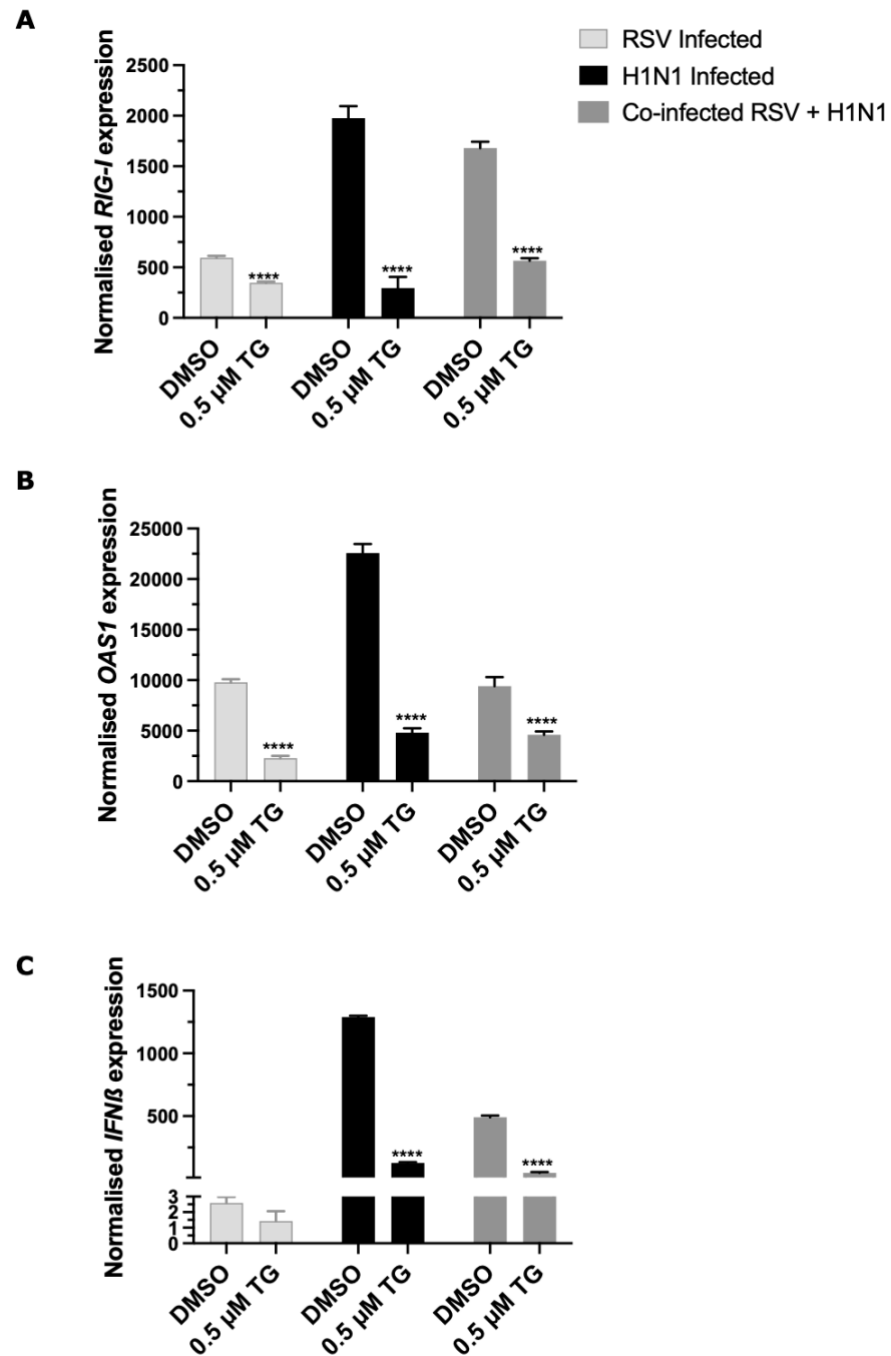 A
RSV Infected
H1N1 Infected
Co-infected RSV + H1N1
Normalised RIG-I expression
2500
2000
1500
1000
500
0
****
****
****
DMSO
0.5 µM TG
DMSO
0.5 µM TG
DMSO
0.5 µM TG
B
Normalised OAS1 expression
25000
20000
15000
10000
5000
0
****
****
****
DMSO
0.5 µM TG
DMSO
0.5 µM TG
DMSO
0.5 µM TG
C
Normalised IFNß expression
1500
1000
500
3
2
1
0
****
****
DMSO
0.5 µM TG
DMSO
0.5 µM TG
DMSO
0.5 µM TG